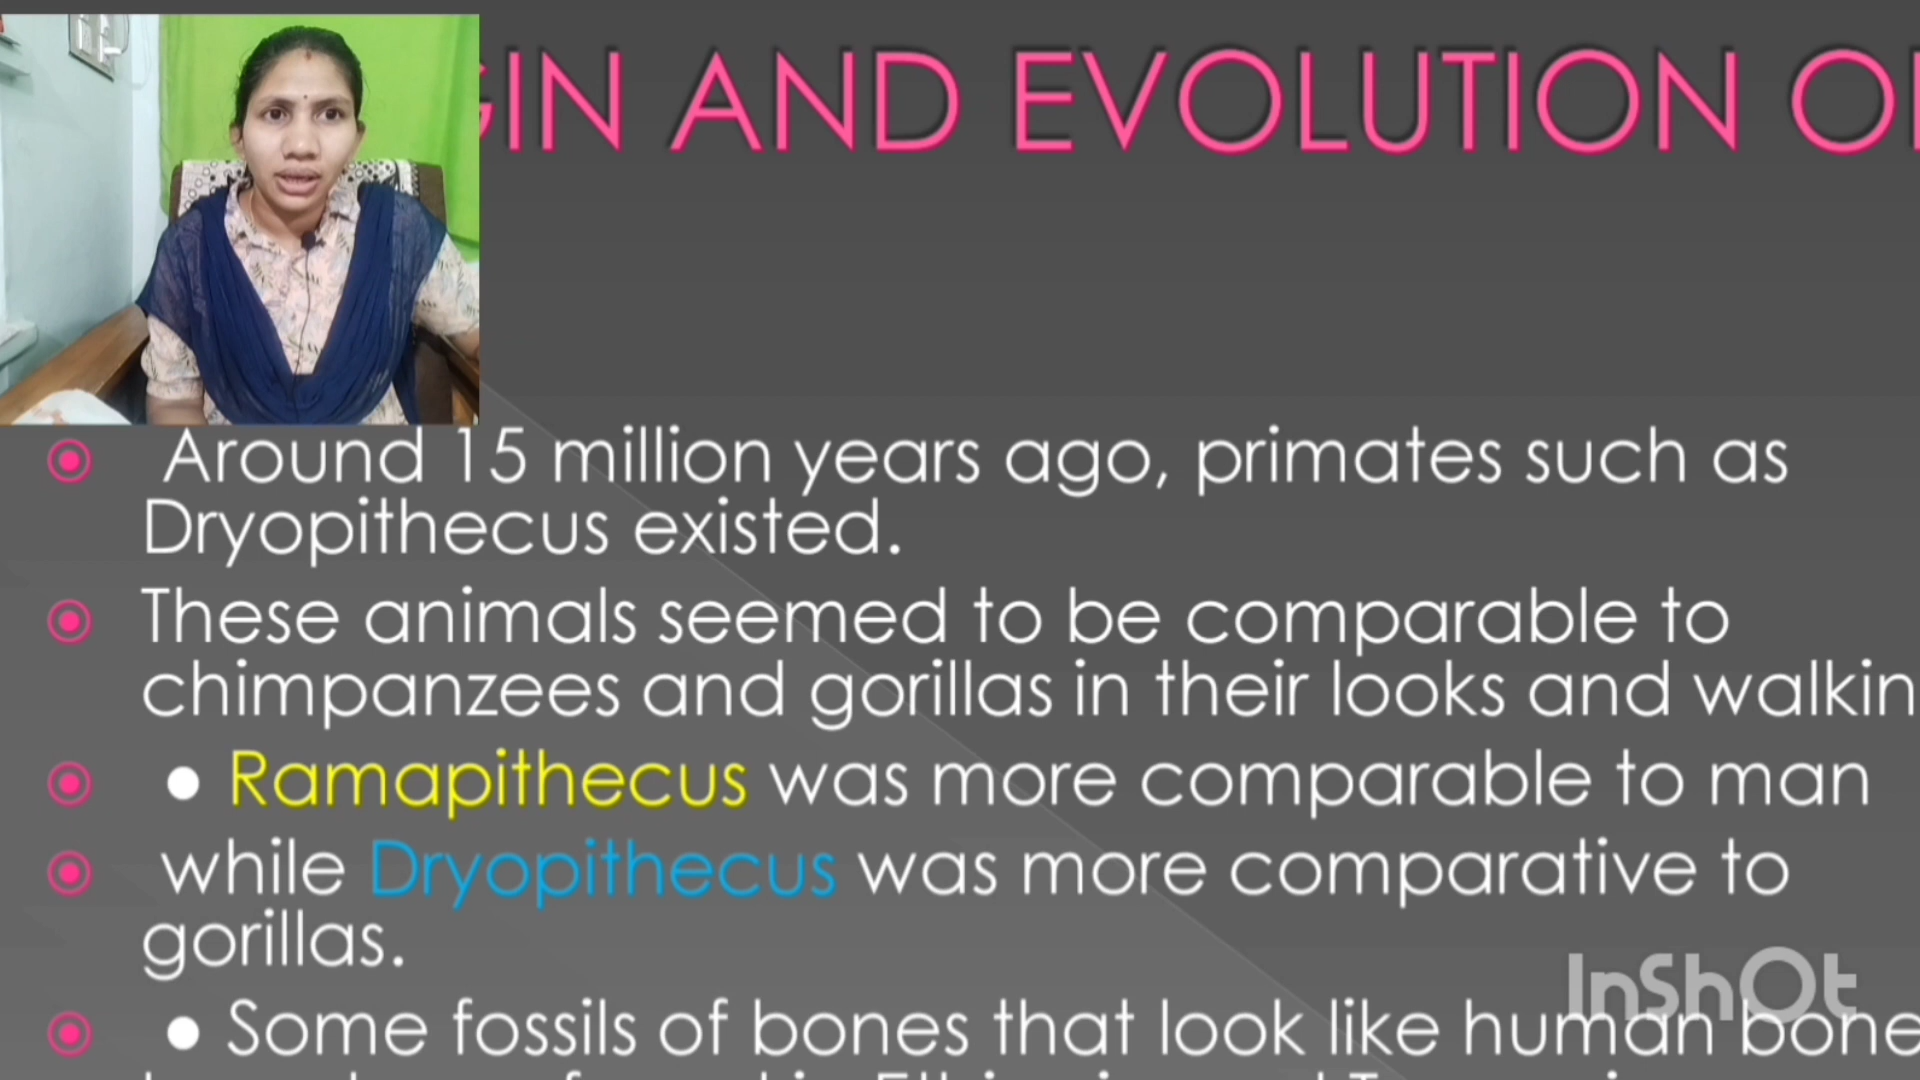 GIN AND EVOLUTION OF
Around 15 million years ago, primates such as
Dryopithecus existed.
These animals seemed to be comparable to
chimpanzees and gorillas in their looks and walkin
● Ramapithecus was more comparable to man
while Dryopithecus was more comparative to
gorillas.
InShOt
● Some fossils of bones that look like human bone